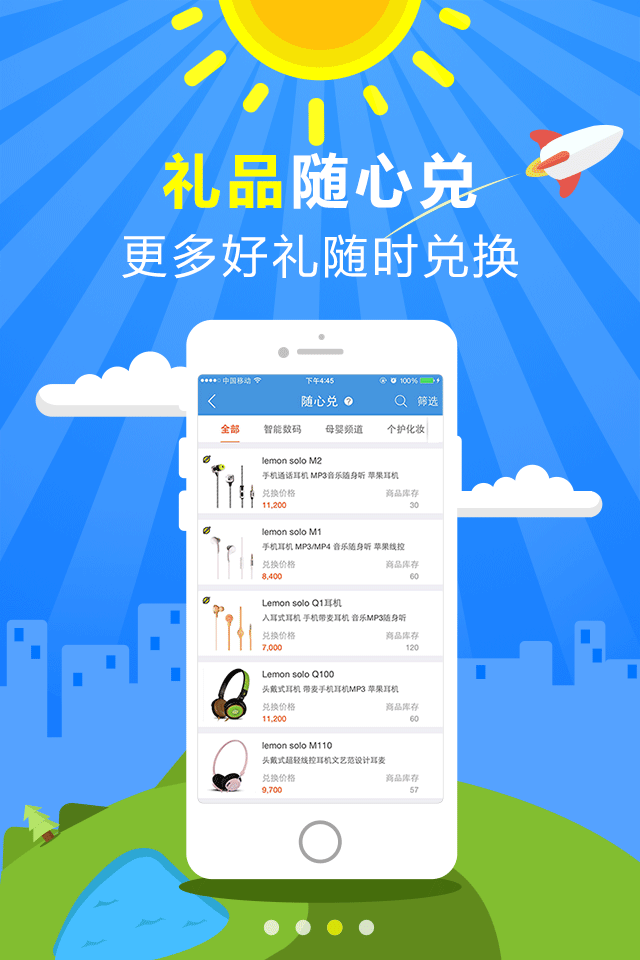 礼品随心兑
更多好礼随时兑换
中国移动 下午4:45 100%
随心兑 ? 筛选
全部 智能数码 母婴频道 个护化妆
lemon solo M2
手机通话耳机 MP3音乐随身听 苹果耳机
兑换价格 商品库存
11,200 30
lemon solo M1
手机耳机 MP3/MP4 音乐随身听 苹果线控
兑换价格 商品库存
8,400 60
Lemon solo Q1耳机
入耳式耳机 手机带麦耳机 音乐MP3随身听
兑换价格 商品库存
7,000 120
Lemon solo Q100
头戴式耳机 带麦手机耳机MP3 苹果耳机
兑换价格 商品库存
11,200 60
lemon solo M110
头戴式超轻线控耳机文艺范设计耳麦
兑换价格 商品库存
9,700 57